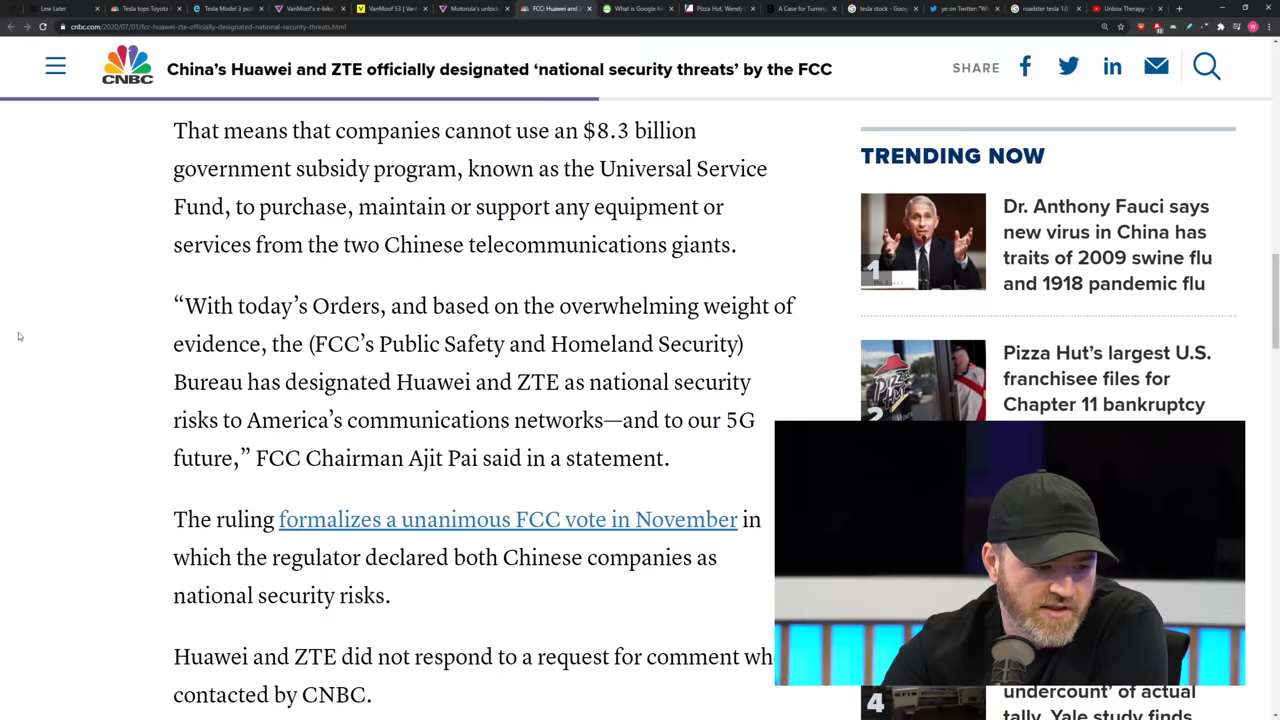 Lew Later
Tesla tops Toyota
Tesla Model 3
VanMoof's e-bike
VanMoof S3 |
Motorola's unlock
FCC: Huawei and
What is Google
Pizza Hut, Wendy
A Case for Turning
tesla stock - Goog
ye on Twitter: "W
roadster tesla 1.0
Unbox Therapy -
cnbc.com/2020/07/01/fcc-huawei-zte-officially-designated-national-security-threats.html
CNBC
China's Huawei and ZTE officially designated 'national security threats' by the FCC
SHARE
That means that companies cannot use an $8.3 billion
government subsidy program, known as the Universal Service
Fund, to purchase, maintain or support any equipment or
services from the two Chinese telecommunications giants.
“With today’s Orders, and based on the overwhelming weight of
evidence, the (FCC’s Public Safety and Homeland Security)
Bureau has designated Huawei and ZTE as national security
risks to America’s communications networks—and to our 5G
future,” FCC Chairman Ajit Pai said in a statement.
The ruling formalizes a unanimous FCC vote in November in
which the regulator declared both Chinese companies as
national security risks.
Huawei and ZTE did not respond to a request for comment wh
contacted by CNBC.
TRENDING NOW
1
Dr. Anthony Fauci says
new virus in China has
traits of 2009 swine flu
and 1918 pandemic flu
Pizza Hut
2
Pizza Hut’s largest U.S.
franchisee files for
Chapter 11 bankruptcy
4
undercount’ of actual
tally, Yale study finds